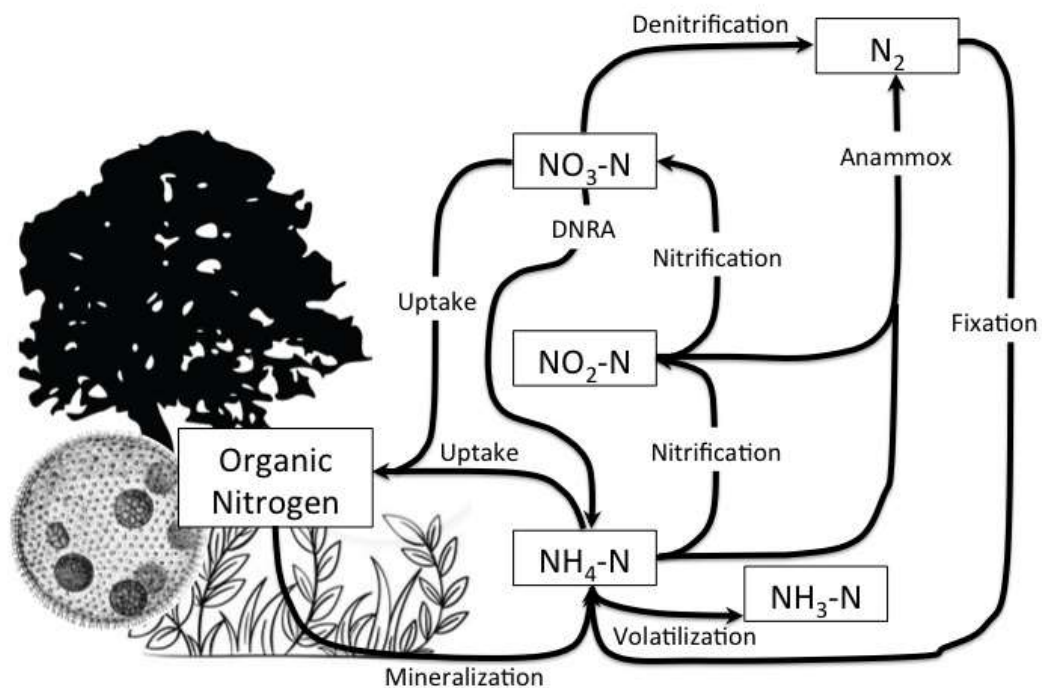 Denitrification
N₂
NO₃-N
Anammox
DNRA
Nitrification
Uptake
Fixation
NO₂-N
Organic
Nitrogen
Uptake
Nitrification
NH₄-N
NH₃-N
Volatilization
Mineralization